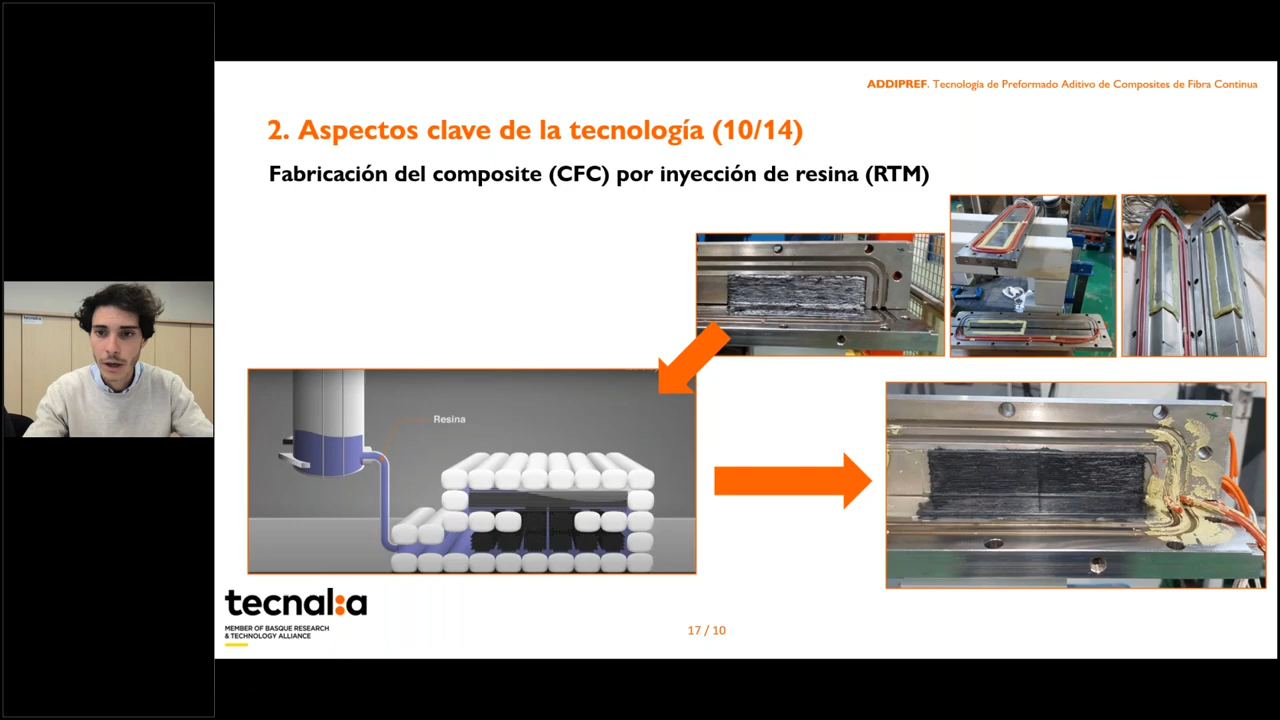 ADDIPREF. Tecnología de Preformado Aditivo de Composites de Fibra Continua
2. Aspectos clave de la tecnología (10/14)
Fabricación del composite (CFC) por inyección de resina (RTM)
Resina
tecnal:a
MEMBER OF BASQUE RESEARCH
& TECHNOLOGY ALLIANCE
17 / 10